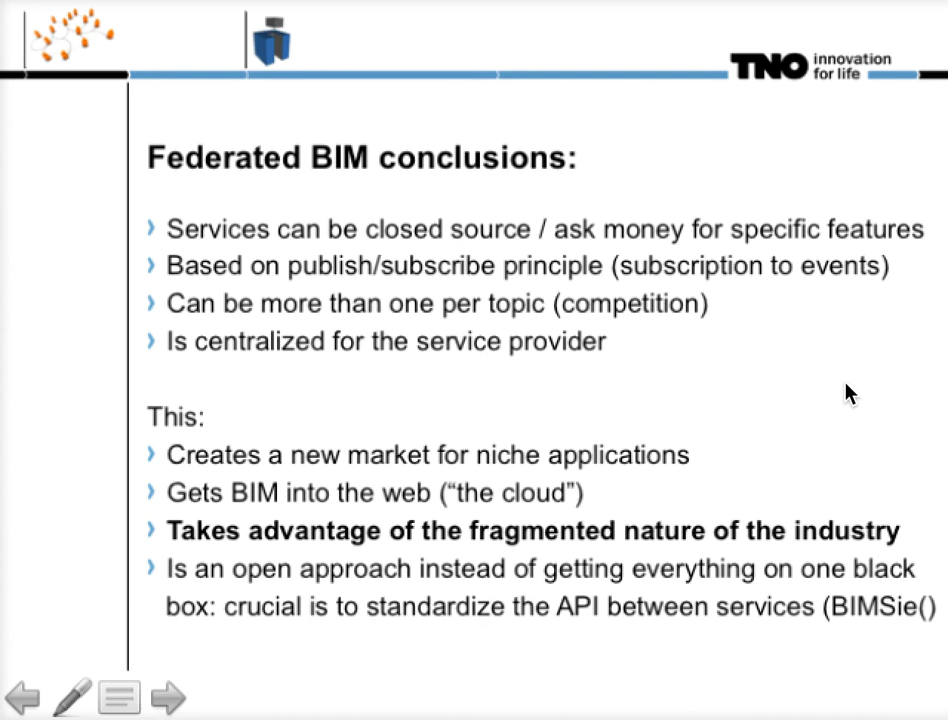 TNO innovation
for life
Federated BIM conclusions:
› Services can be closed source / ask money for specific features
› Based on publish/subscribe principle (subscription to events)
› Can be more than one per topic (competition)
› Is centralized for the service provider
This:
› Creates a new market for niche applications
› Gets BIM into the web (“the cloud”)
› Takes advantage of the fragmented nature of the industry
› Is an open approach instead of getting everything on one black
box: crucial is to standardize the API between services (BIMSie()